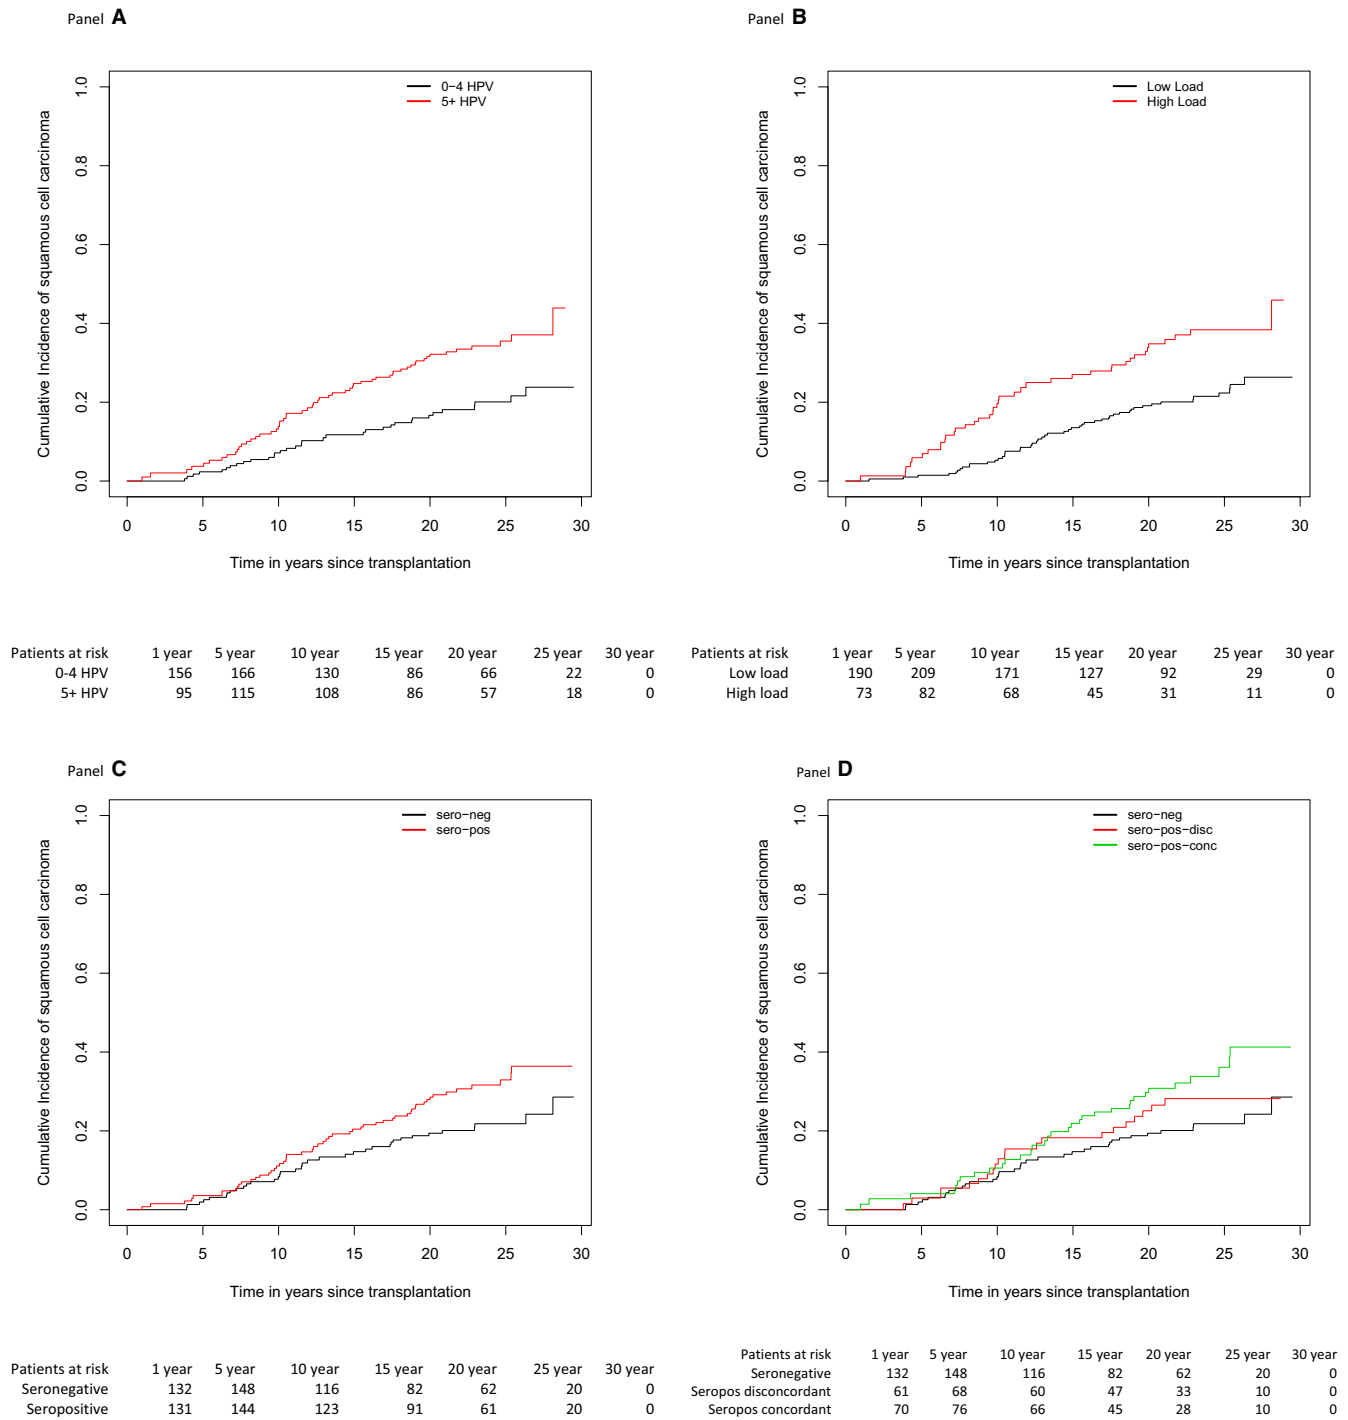 Panel A
0−4 HPV
5+ HPV
Cumulative Incidence of squamous cell carcinoma
1.0
0.8
0.6
0.4
0.2
0.0
0 5 10 15 20 25 30
Time in years since transplantation
Patients at risk 1 year 5 year 10 year 15 year 20 year 25 year 30 year
0-4 HPV 156 166 130 86 66 22 0
5+ HPV 95 115 108 86 57 18 0
Panel B
Low Load
High Load
Cumulative Incidence of squamous cell carcinoma
1.0
0.8
0.6
0.4
0.2
0.0
0 5 10 15 20 25 30
Time in years since transplantation
Patients at risk 1 year 5 year 10 year 15 year 20 year 25 year 30 year
Low load 190 209 171 127 92 29 0
High load 73 82 68 45 31 11 0
Panel C
sero−neg
sero−pos
Cumulative Incidence of squamous cell carcinoma
1.0
0.8
0.6
0.4
0.2
0.0
0 5 10 15 20 25 30
Time in years since transplantation
Patients at risk 1 year 5 year 10 year 15 year 20 year 25 year 30 year
Seronegative 132 148 116 82 62 20 0
Seropositive 131 144 123 91 61 20 0
Panel D
sero−neg
sero−pos−disc
sero−pos−conc
Cumulative Incidence of squamous cell carcinoma
1.0
0.8
0.6
0.4
0.2
0.0
0 5 10 15 20 25 30
Time in years since transplantation
Patients at risk 1 year 5 year 10 year 15 year 20 year 25 year 30 year
Seronegative 132 148 116 82 62 20 0
Seropos disconcordant 61 68 60 47 33 10 0
Seropos concordant 70 76 66 45 28 10 0